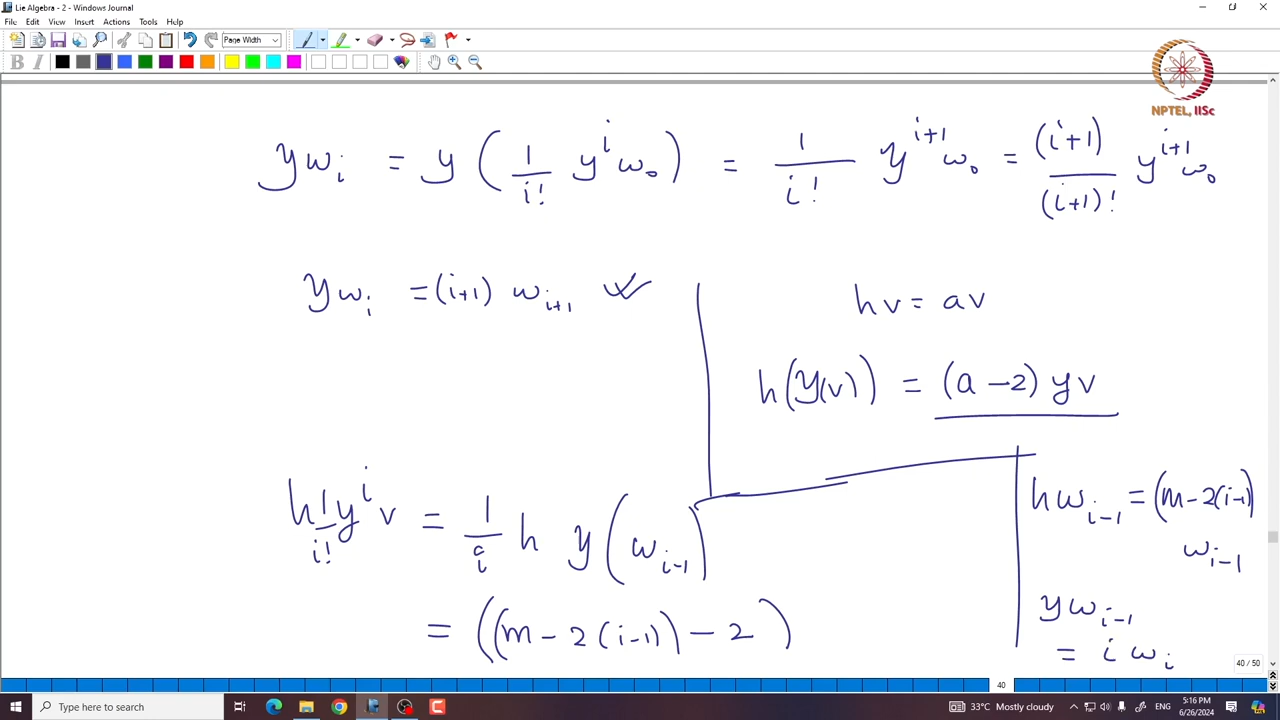 Lie Algebra - 2 - Windows Journal
File Edit View Insert Actions Tools Help
Page Width
B I
NPTEL, IISc
yw_i = y ( 1/i! y^i w_0 ) = 1/i! y^{i+1} w_0 = (i+1)/(i+1)! y^{i+1} w_0
yw_i = (i+1) w_{i+1} ✓
hv = av
h(y(v)) = (a-2) yv
h 1/i! y^i v = 1/i h y ( w_{i-1} )
= ((m-2(i-1)) - 2 )
hw_{i-1} = (m-2(i-1))
w_{i-1}
yw_{i-1}
= i w_i
40 / 50
40
Type here to search
33°C Mostly cloudy
ENG
5:16 PM
6/26/2024